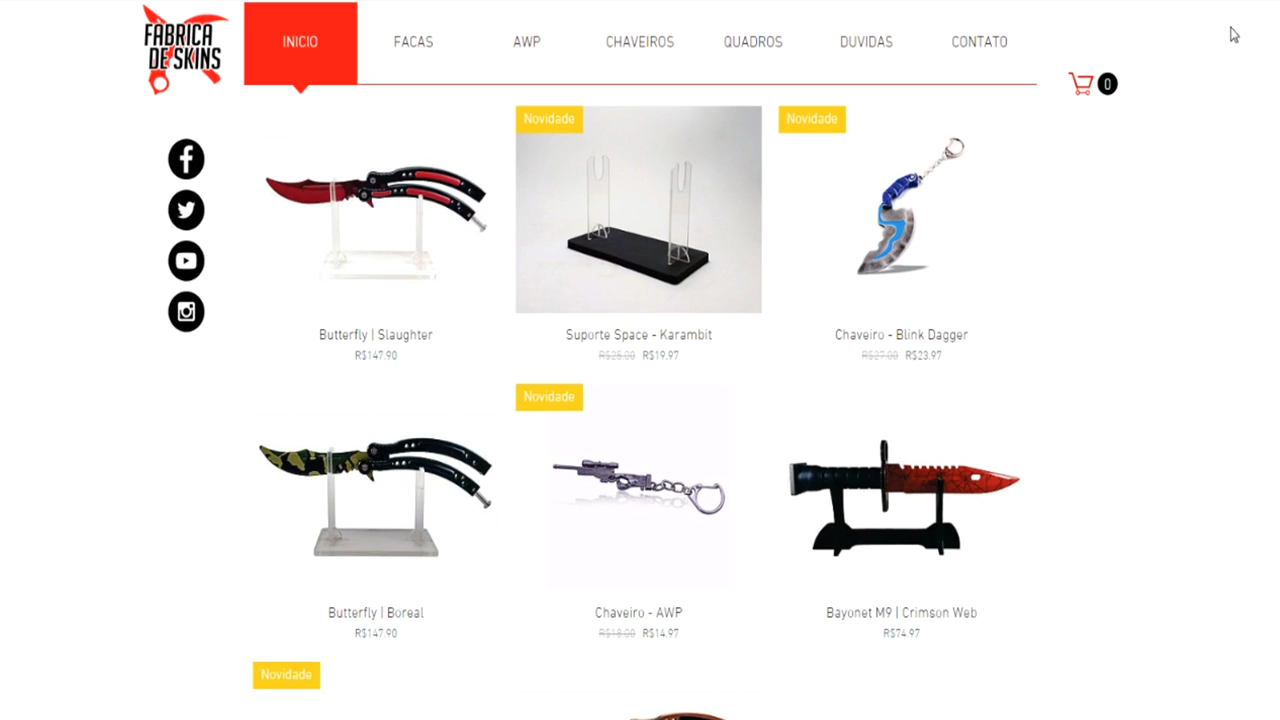 FABRICA
DE SKINS
INICIO
FACAS
AWP
CHAVEIROS
QUADROS
DUVIDAS
CONTATO
0
Novidade
Novidade
Butterfly | Slaughter
R$147.90
Suporte Space - Karambit
R$25.00 R$19.97
Chaveiro - Blink Dagger
R$27.00 R$23.97
Novidade
Butterfly | Boreal
R$147.90
Chaveiro - AWP
R$18.00 R$14.97
Bayonet M9 | Crimson Web
R$74.97
Novidade